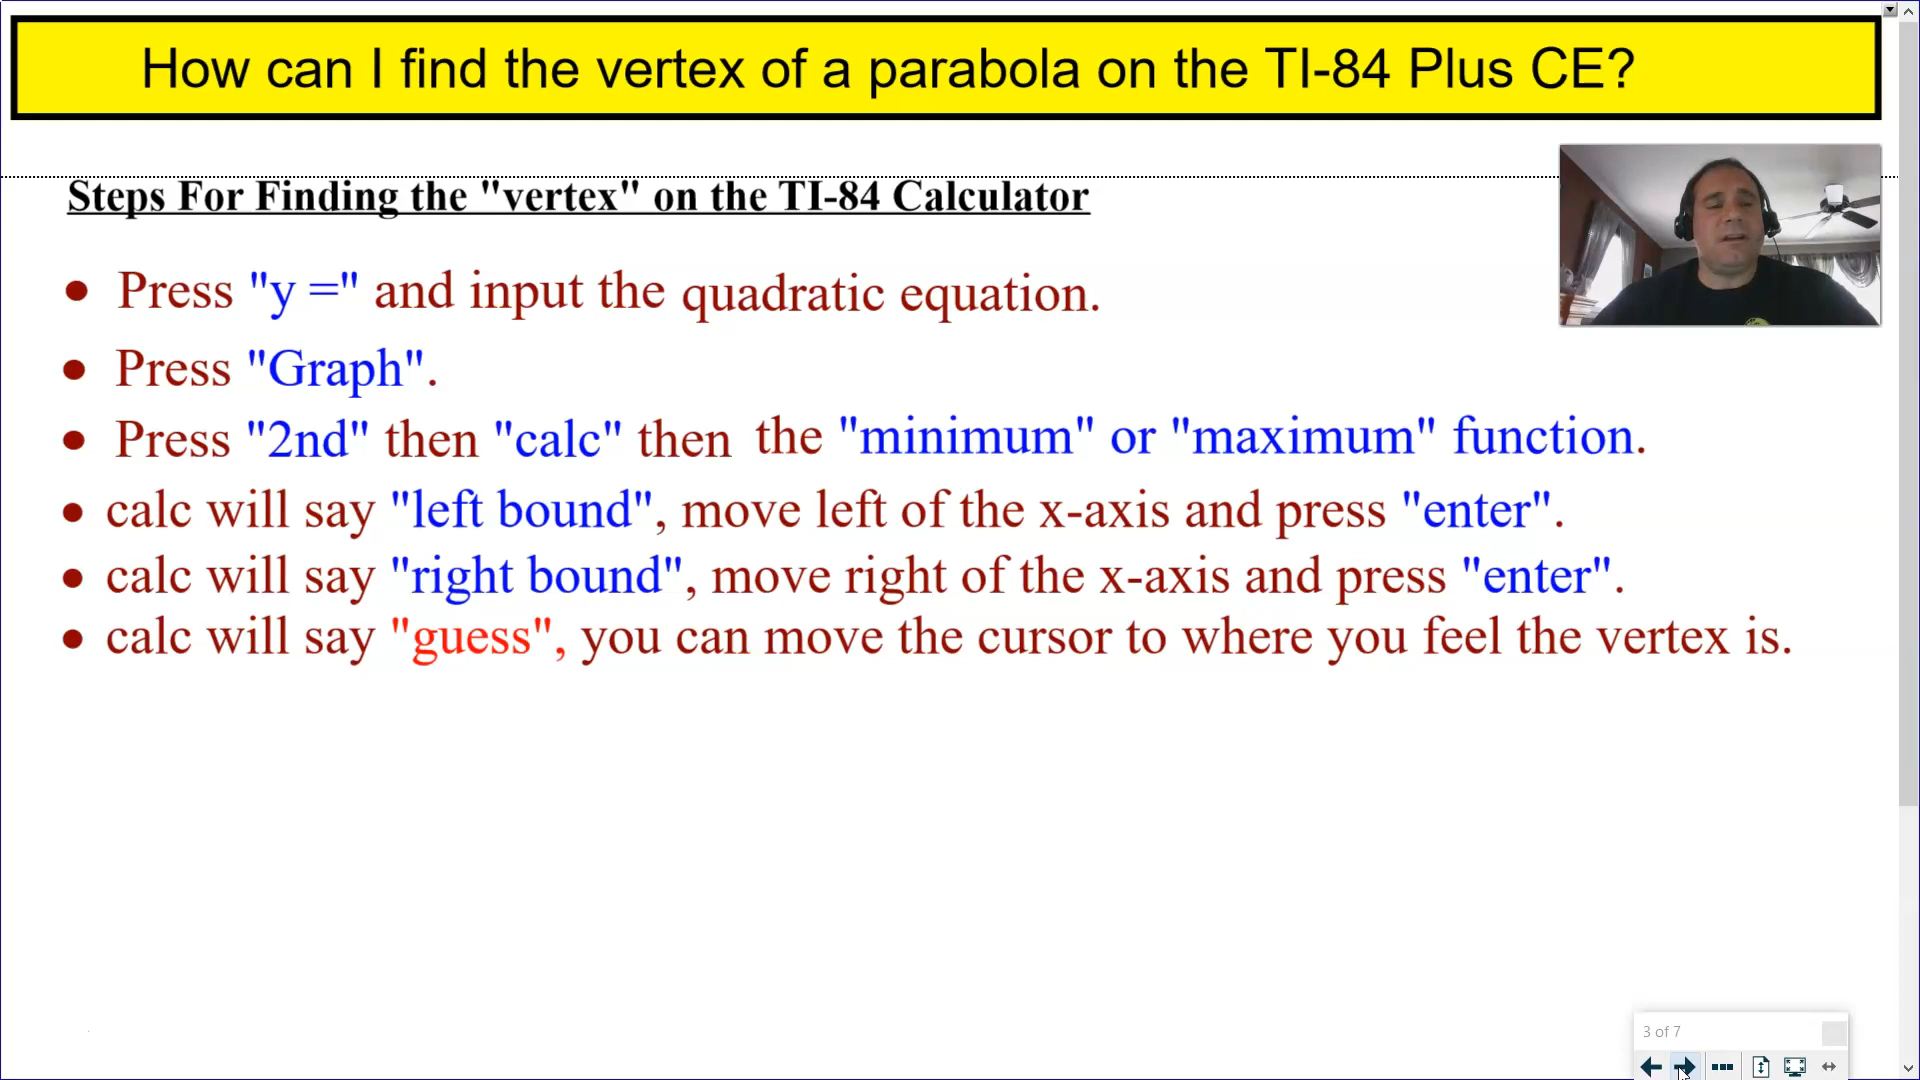 How can I find the vertex of a parabola on the TI-84 Plus CE?
Steps For Finding the "vertex" on the TI-84 Calculator
● Press "y =" and input the quadratic equation.
● Press "Graph".
● Press "2nd" then "calc" then the "minimum" or "maximum" function.
● calc will say "left bound", move left of the x-axis and press "enter".
● calc will say "right bound", move right of the x-axis and press "enter".
● calc will say "guess", you can move the cursor to where you feel the vertex is.
3 of 7